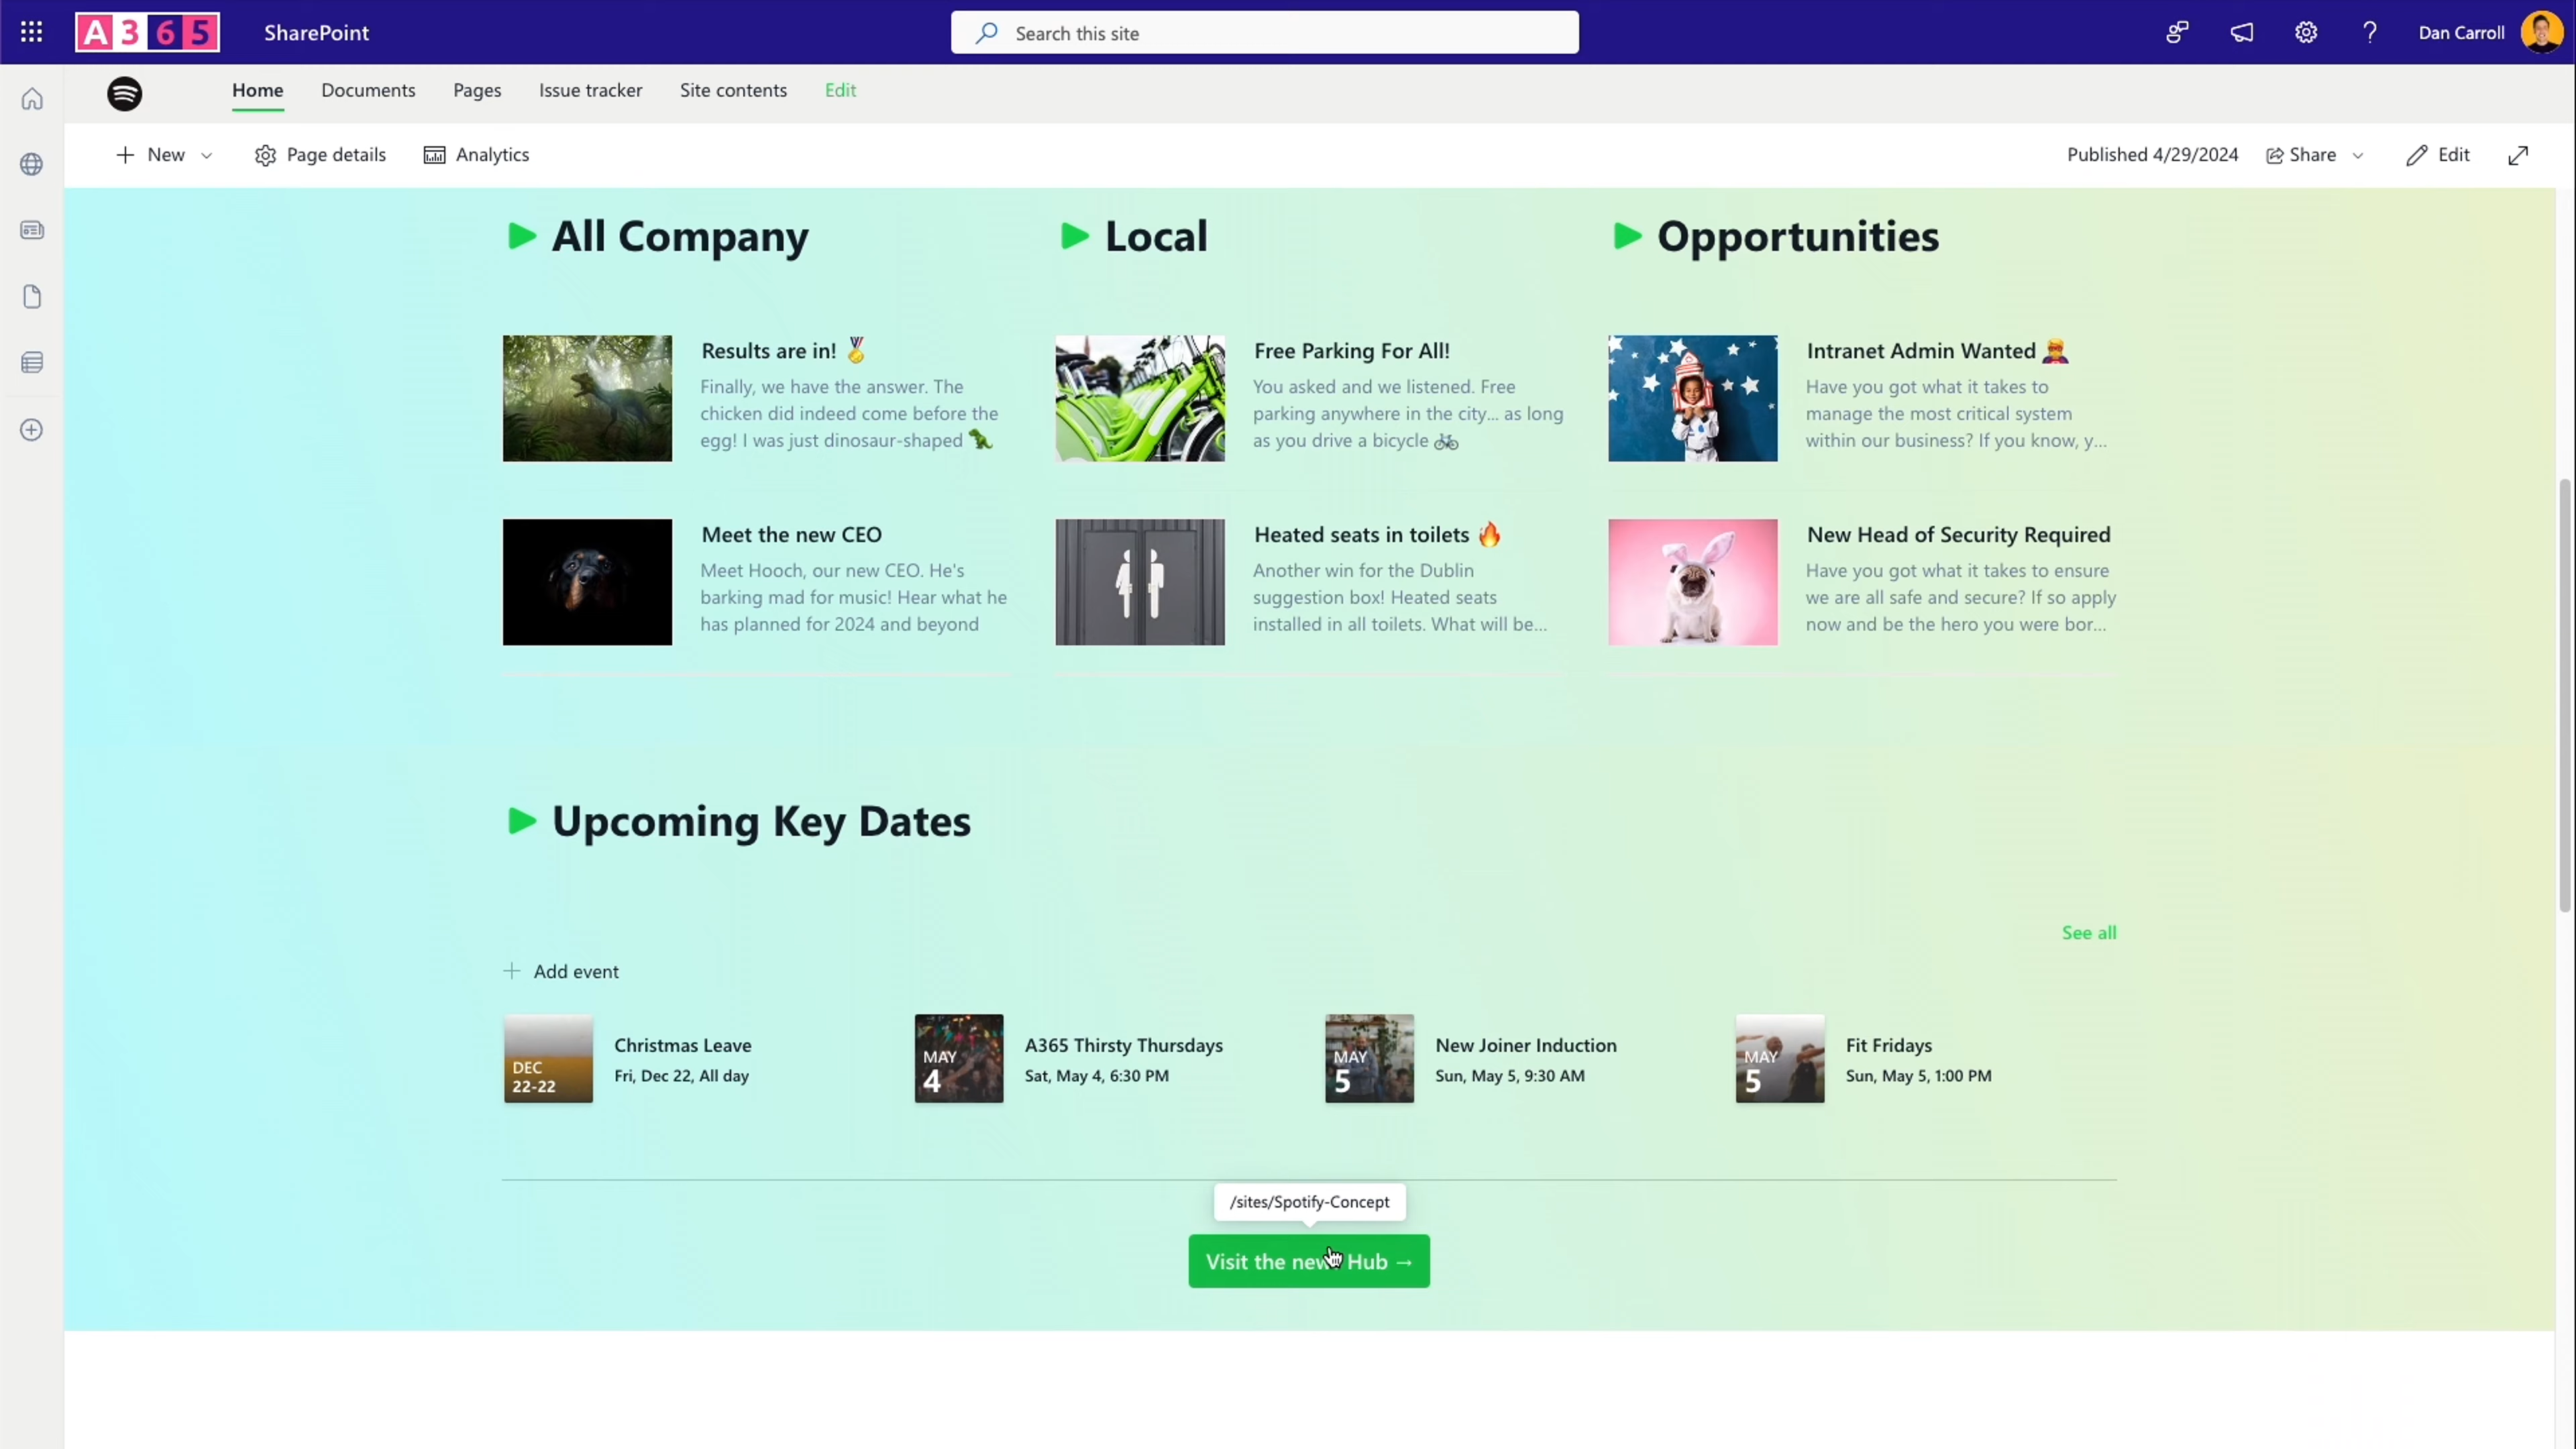 A365 SharePoint Search this site Dan Carroll
Home Documents Pages Issue tracker Site contents Edit
New Page details Analytics Published 4/29/2024 Share Edit
All Company
Local
Opportunities
Results are in! 🥇
Finally, we have the answer. The
chicken did indeed come before the
egg! I was just dinosaur-shaped 🦖
Free Parking For All!
You asked and we listened. Free
parking anywhere in the city... as long
as you drive a bicycle 🚲
Intranet Admin Wanted 🦸
Have you got what it takes to
manage the most critical system
within our business? If you know, y...
Meet the new CEO
Meet Hooch, our new CEO. He's
barking mad for music! Hear what he
has planned for 2024 and beyond
Heated seats in toilets 🔥
Another win for the Dublin
suggestion box! Heated seats
installed in all toilets. What will be...
New Head of Security Required
Have you got what it takes to ensure
we are all safe and secure? If so apply
now and be the hero you were bor...
Upcoming Key Dates
See all
Add event
DEC
22-22
Christmas Leave
Fri, Dec 22, All day
MAY
4
A365 Thirsty Thursdays
Sat, May 4, 6:30 PM
MAY
5
New Joiner Induction
Sun, May 5, 9:30 AM
MAY
5
Fit Fridays
Sun, May 5, 1:00 PM
/sites/Spotify-Concept
Visit the new Hub →